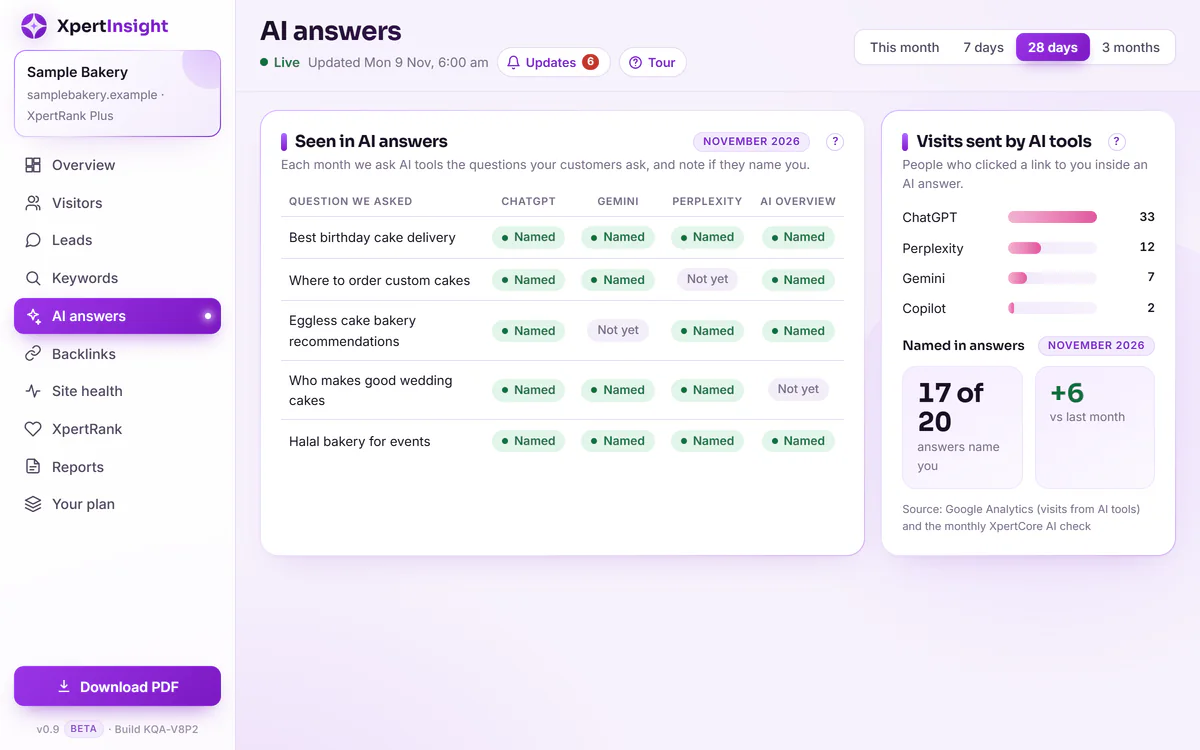 XpertInsight
Sample Bakery
samplebakery.example ·
XpertRank Plus
Overview
Visitors
Leads
Keywords
AI answers
Backlinks
Site health
XpertRank
Reports
Your plan
Download PDF
v0.9 BETA · Build KQA-V8P2
AI answers
Live Updated Mon 9 Nov, 6:00 am Updates 6 Tour
This month 7 days 28 days 3 months
Seen in AI answers NOVEMBER 2026 ?
Each month we ask AI tools the questions your customers ask, and note if they name you.
QUESTION WE ASKED CHATGPT GEMINI PERPLEXITY AI OVERVIEW
Best birthday cake delivery Named Named Named Named
Where to order custom cakes Named Named Not yet Named
Eggless cake bakery
recommendations Named Not yet Named Named
Who makes good wedding
cakes Named Named Named Not yet
Halal bakery for events Named Named Named Named
Visits sent by AI tools ?
People who clicked a link to you inside an
AI answer.
ChatGPT 33
Perplexity 12
Gemini 7
Copilot 2
Named in answers NOVEMBER 2026
17 of
20
answers name
you
+6
vs last month
Source: Google Analytics (visits from AI tools)
and the monthly XpertCore AI check